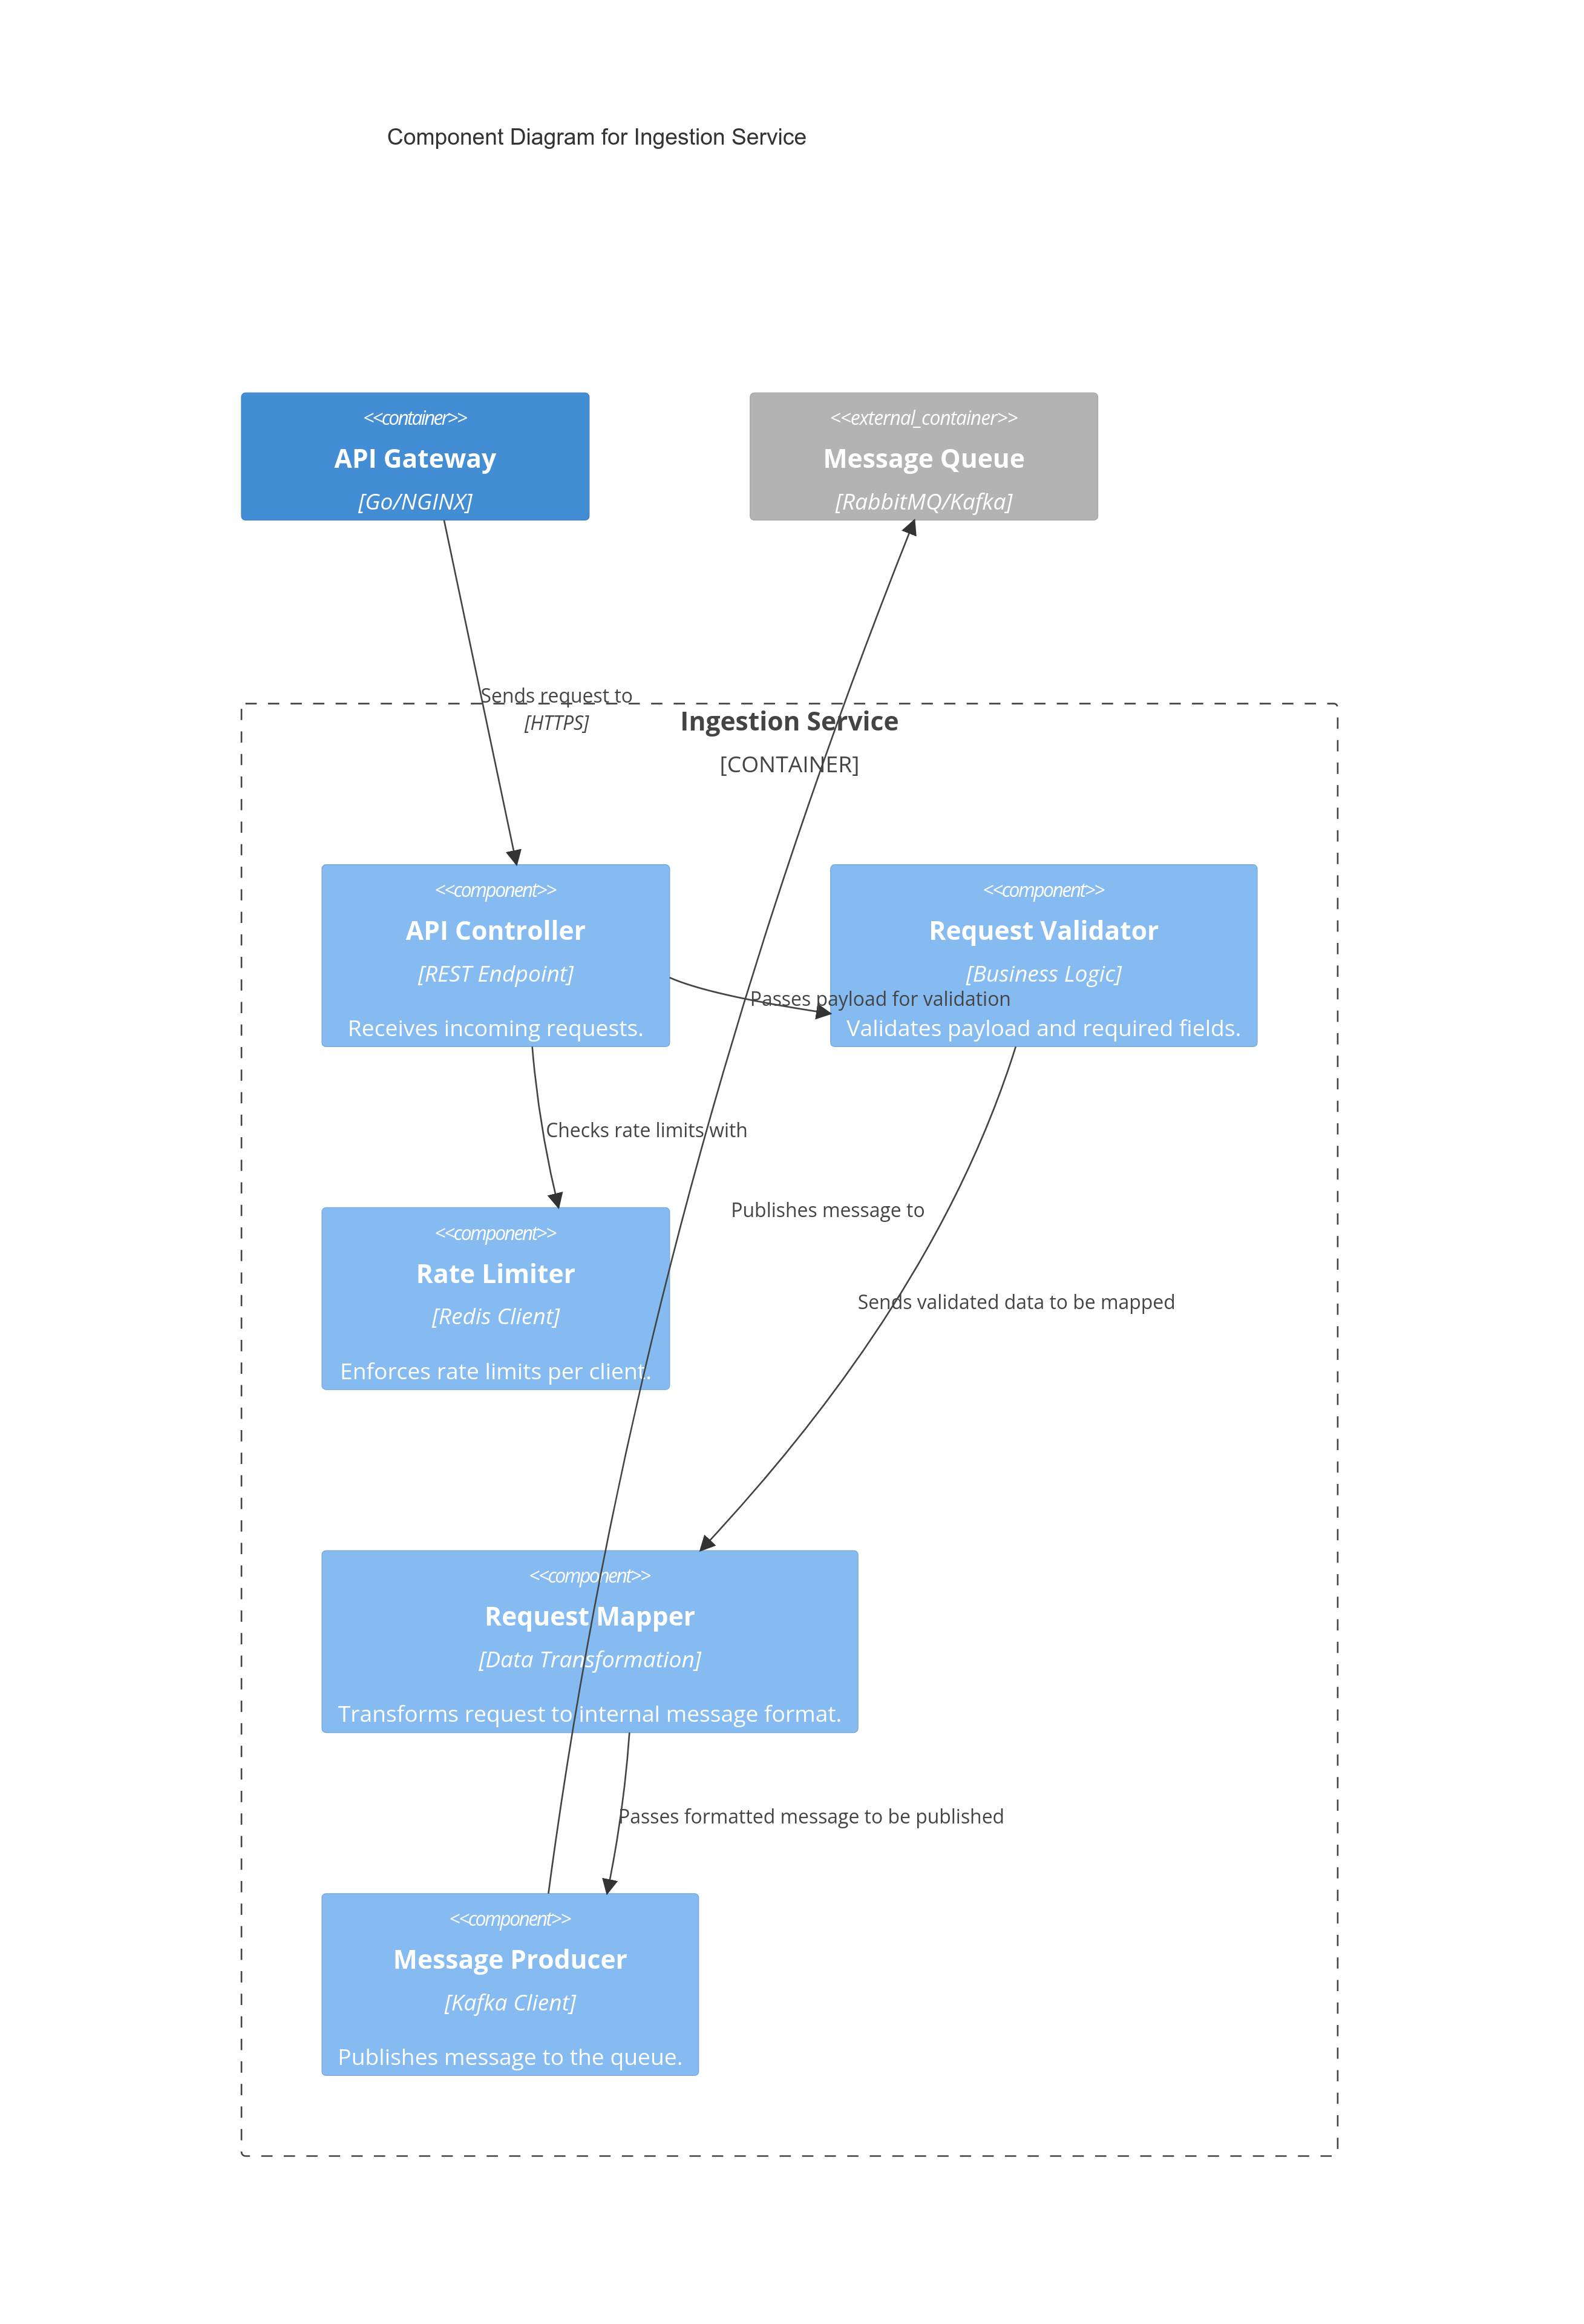 Component Diagram for Ingestion Service
<<container>>
API Gateway
[Go/NGINX]
<<external_container>>
Message Queue
[RabbitMQ/Kafka]
Sends request to
[HTTPS]
Ingestion Service
[CONTAINER]
<<component>>
API Controller
[REST Endpoint]
Receives incoming requests.
<<component>>
Request Validator
[Business Logic]
Validates payload and required fields.
Passes payload for validation
Checks rate limits with
<<component>>
Rate Limiter
[Redis Client]
Enforces rate limits per client.
Publishes message to
Sends validated data to be mapped
<<component>>
Request Mapper
[Data Transformation]
Transforms request to internal message format.
Passes formatted message to be published
<<component>>
Message Producer
[Kafka Client]
Publishes message to the queue.